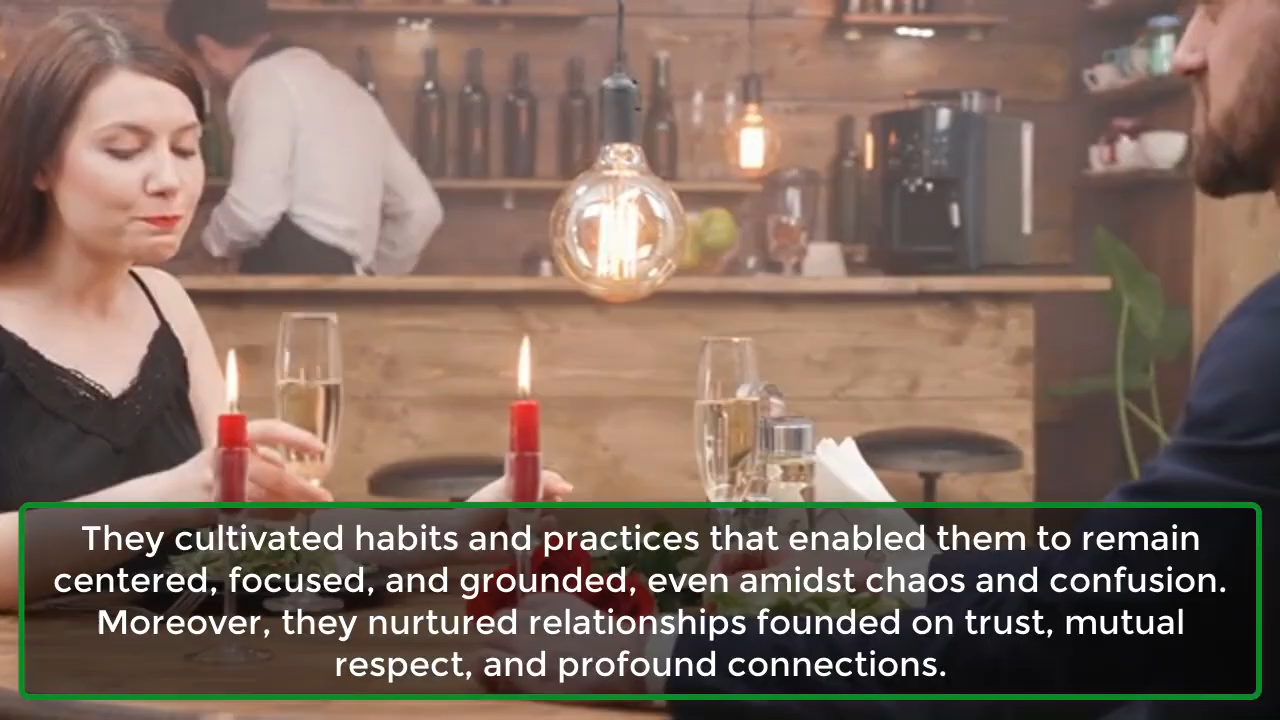 They cultivated habits and practices that enabled them to remain
centered, focused, and grounded, even amidst chaos and confusion.
Moreover, they nurtured relationships founded on trust, mutual
respect, and profound connections.